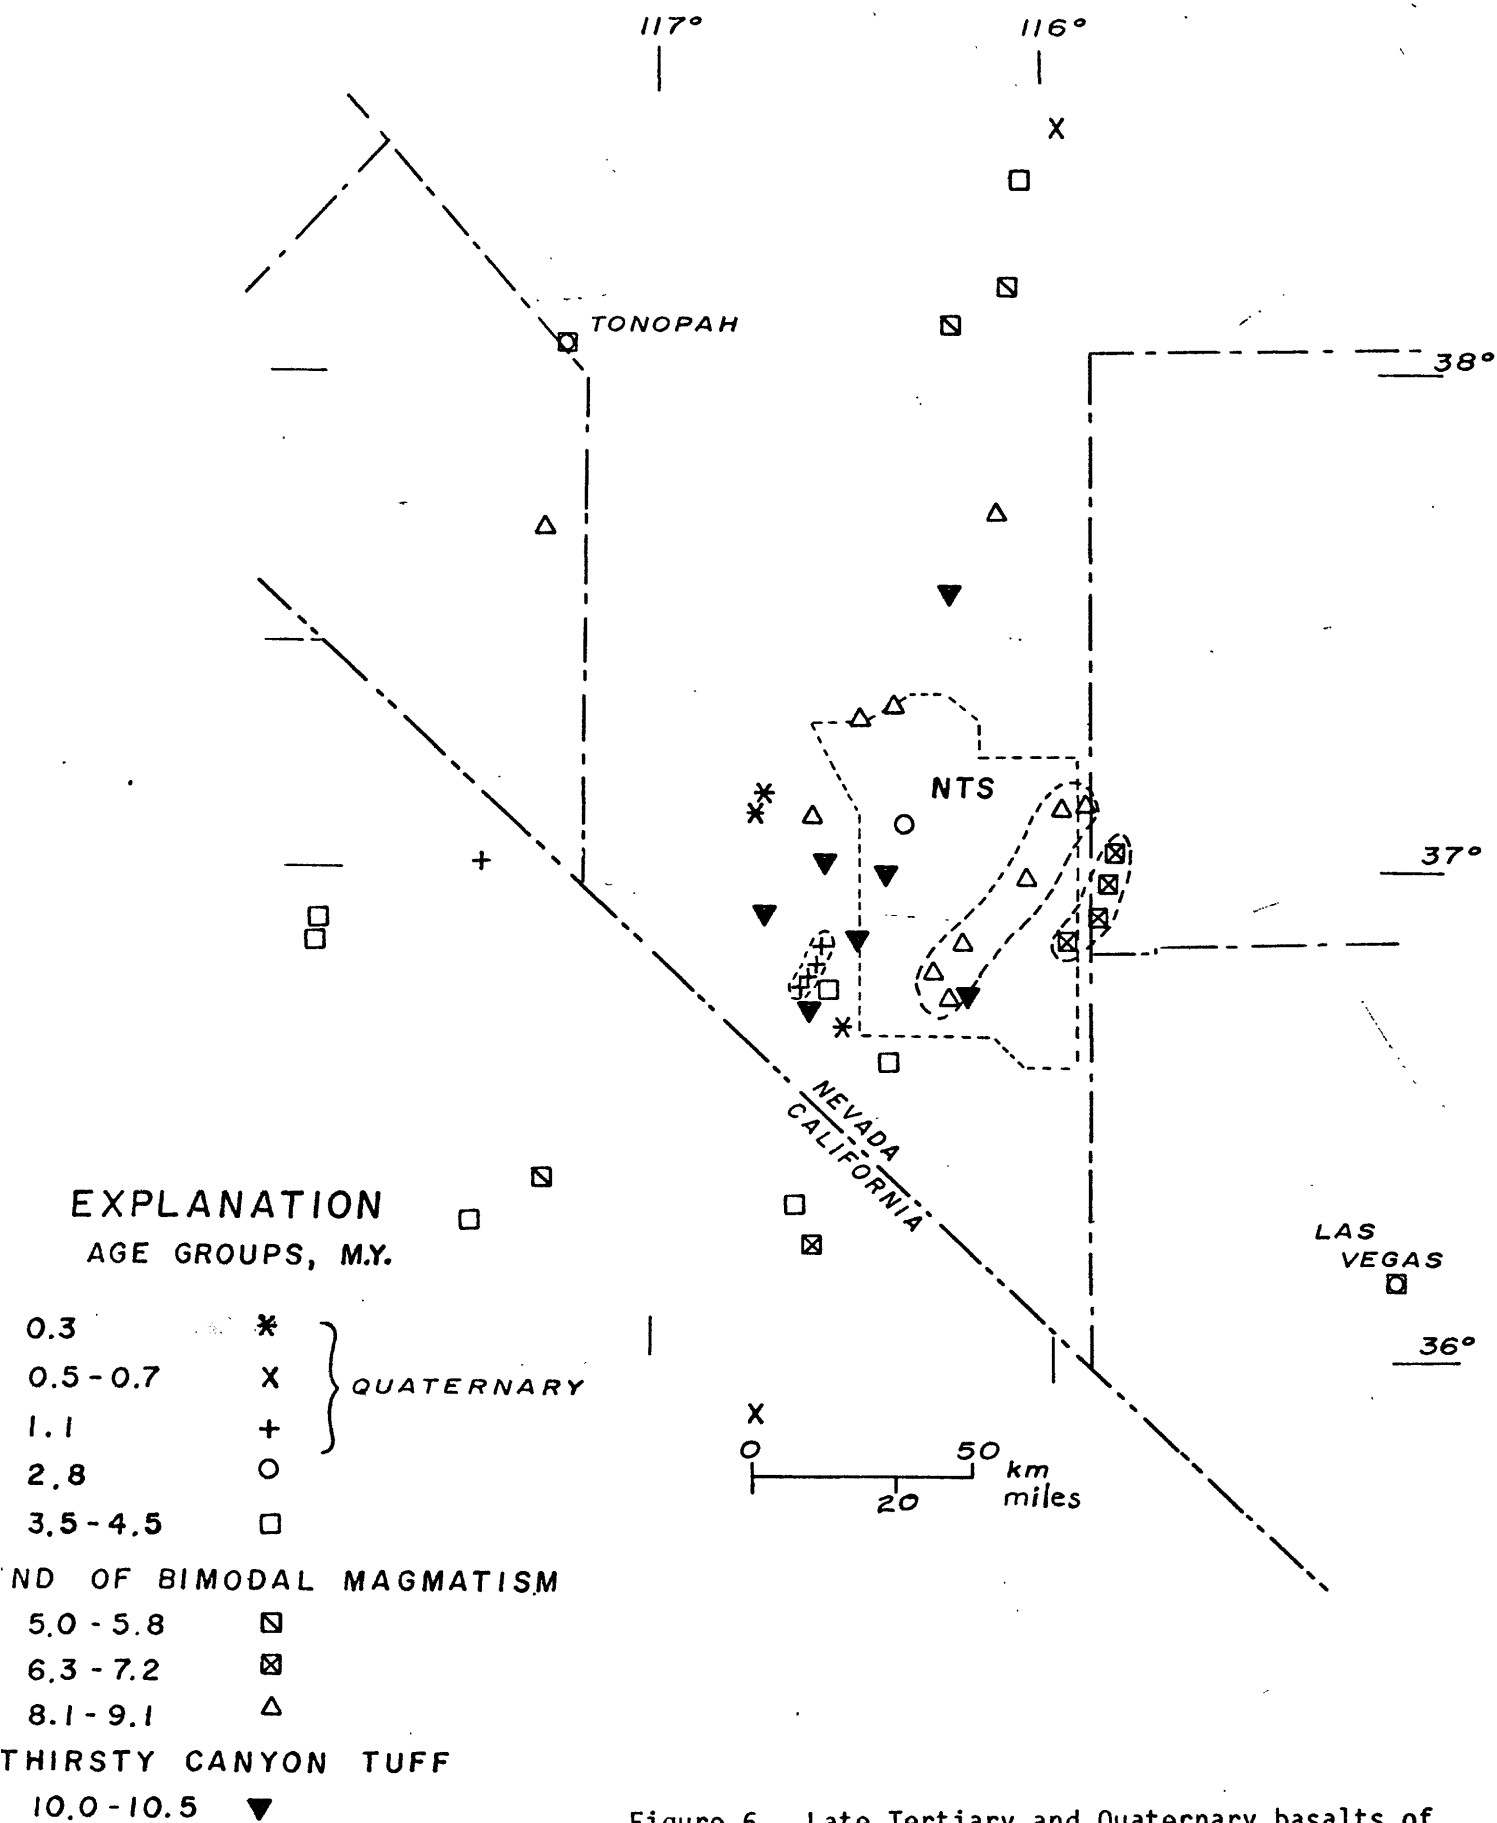 117° 116°
TONOPAH
38°
NTS
37°
NEVADA
CALIFORNIA
EXPLANATION
AGE GROUPS, M.Y.
LAS
VEGAS
36°
0.3
0.5-0.7
QUATERNARY
1.1
2.8
3.5-4.5
0 50 km
20 miles
ND OF BIMODAL MAGMATISM
5.0-5.8
6.3-7.2
8.1-9.1
THIRSTY CANYON TUFF
10.0-10.5
Figure 6. Late Tertiary and Quaternary basalts of